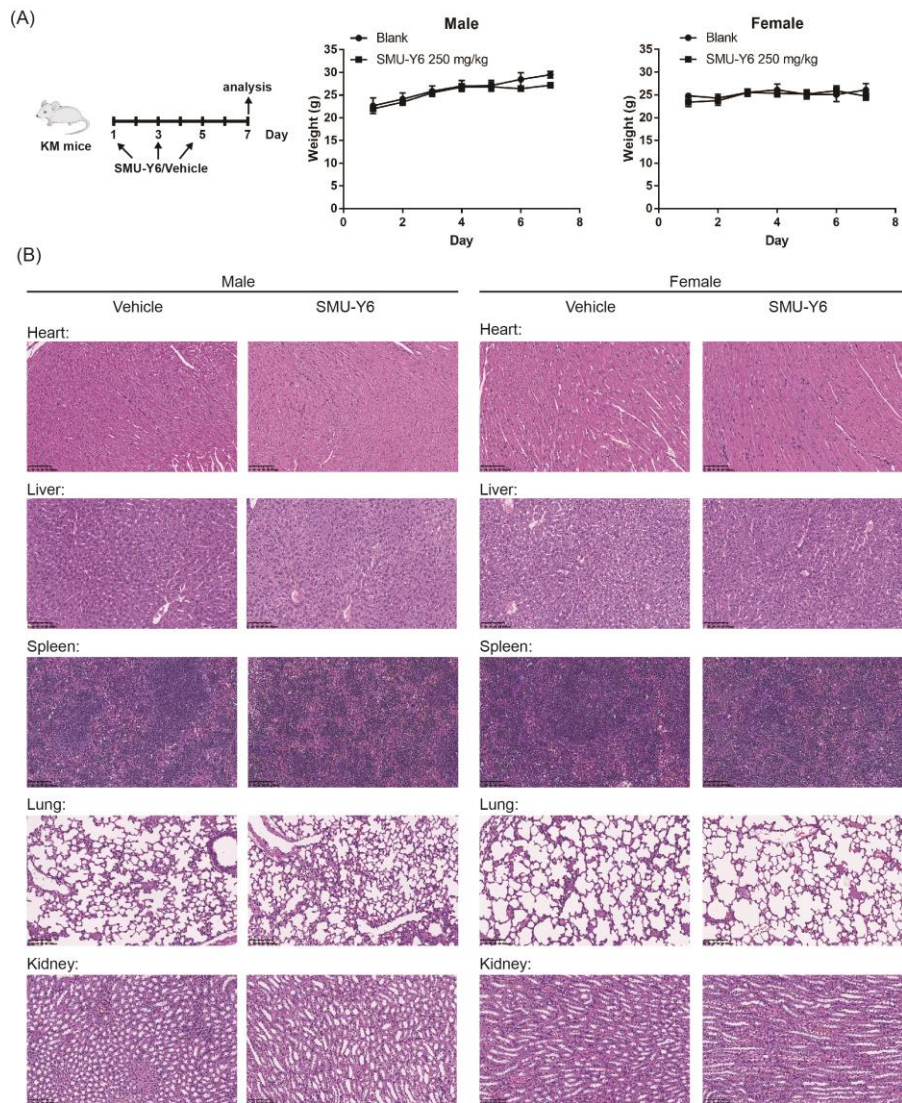 (A)
analysis
KM mice
1 3 5 7 Day
SMU-Y6/Vehicle
Male
Blank
SMU-Y6 250 mg/kg
Weight (g)
35
30
25
20
15
10
5
0
0 2 4 6 8
Day
Female
Blank
SMU-Y6 250 mg/kg
Weight (g)
35
30
25
20
15
10
5
0
0 2 4 6 8
Day
(B)
Male Female
Vehicle SMU-Y6 Vehicle SMU-Y6
Heart: Heart:
Liver: Liver:
Spleen: Spleen:
Lung: Lung:
Kidney: Kidney: